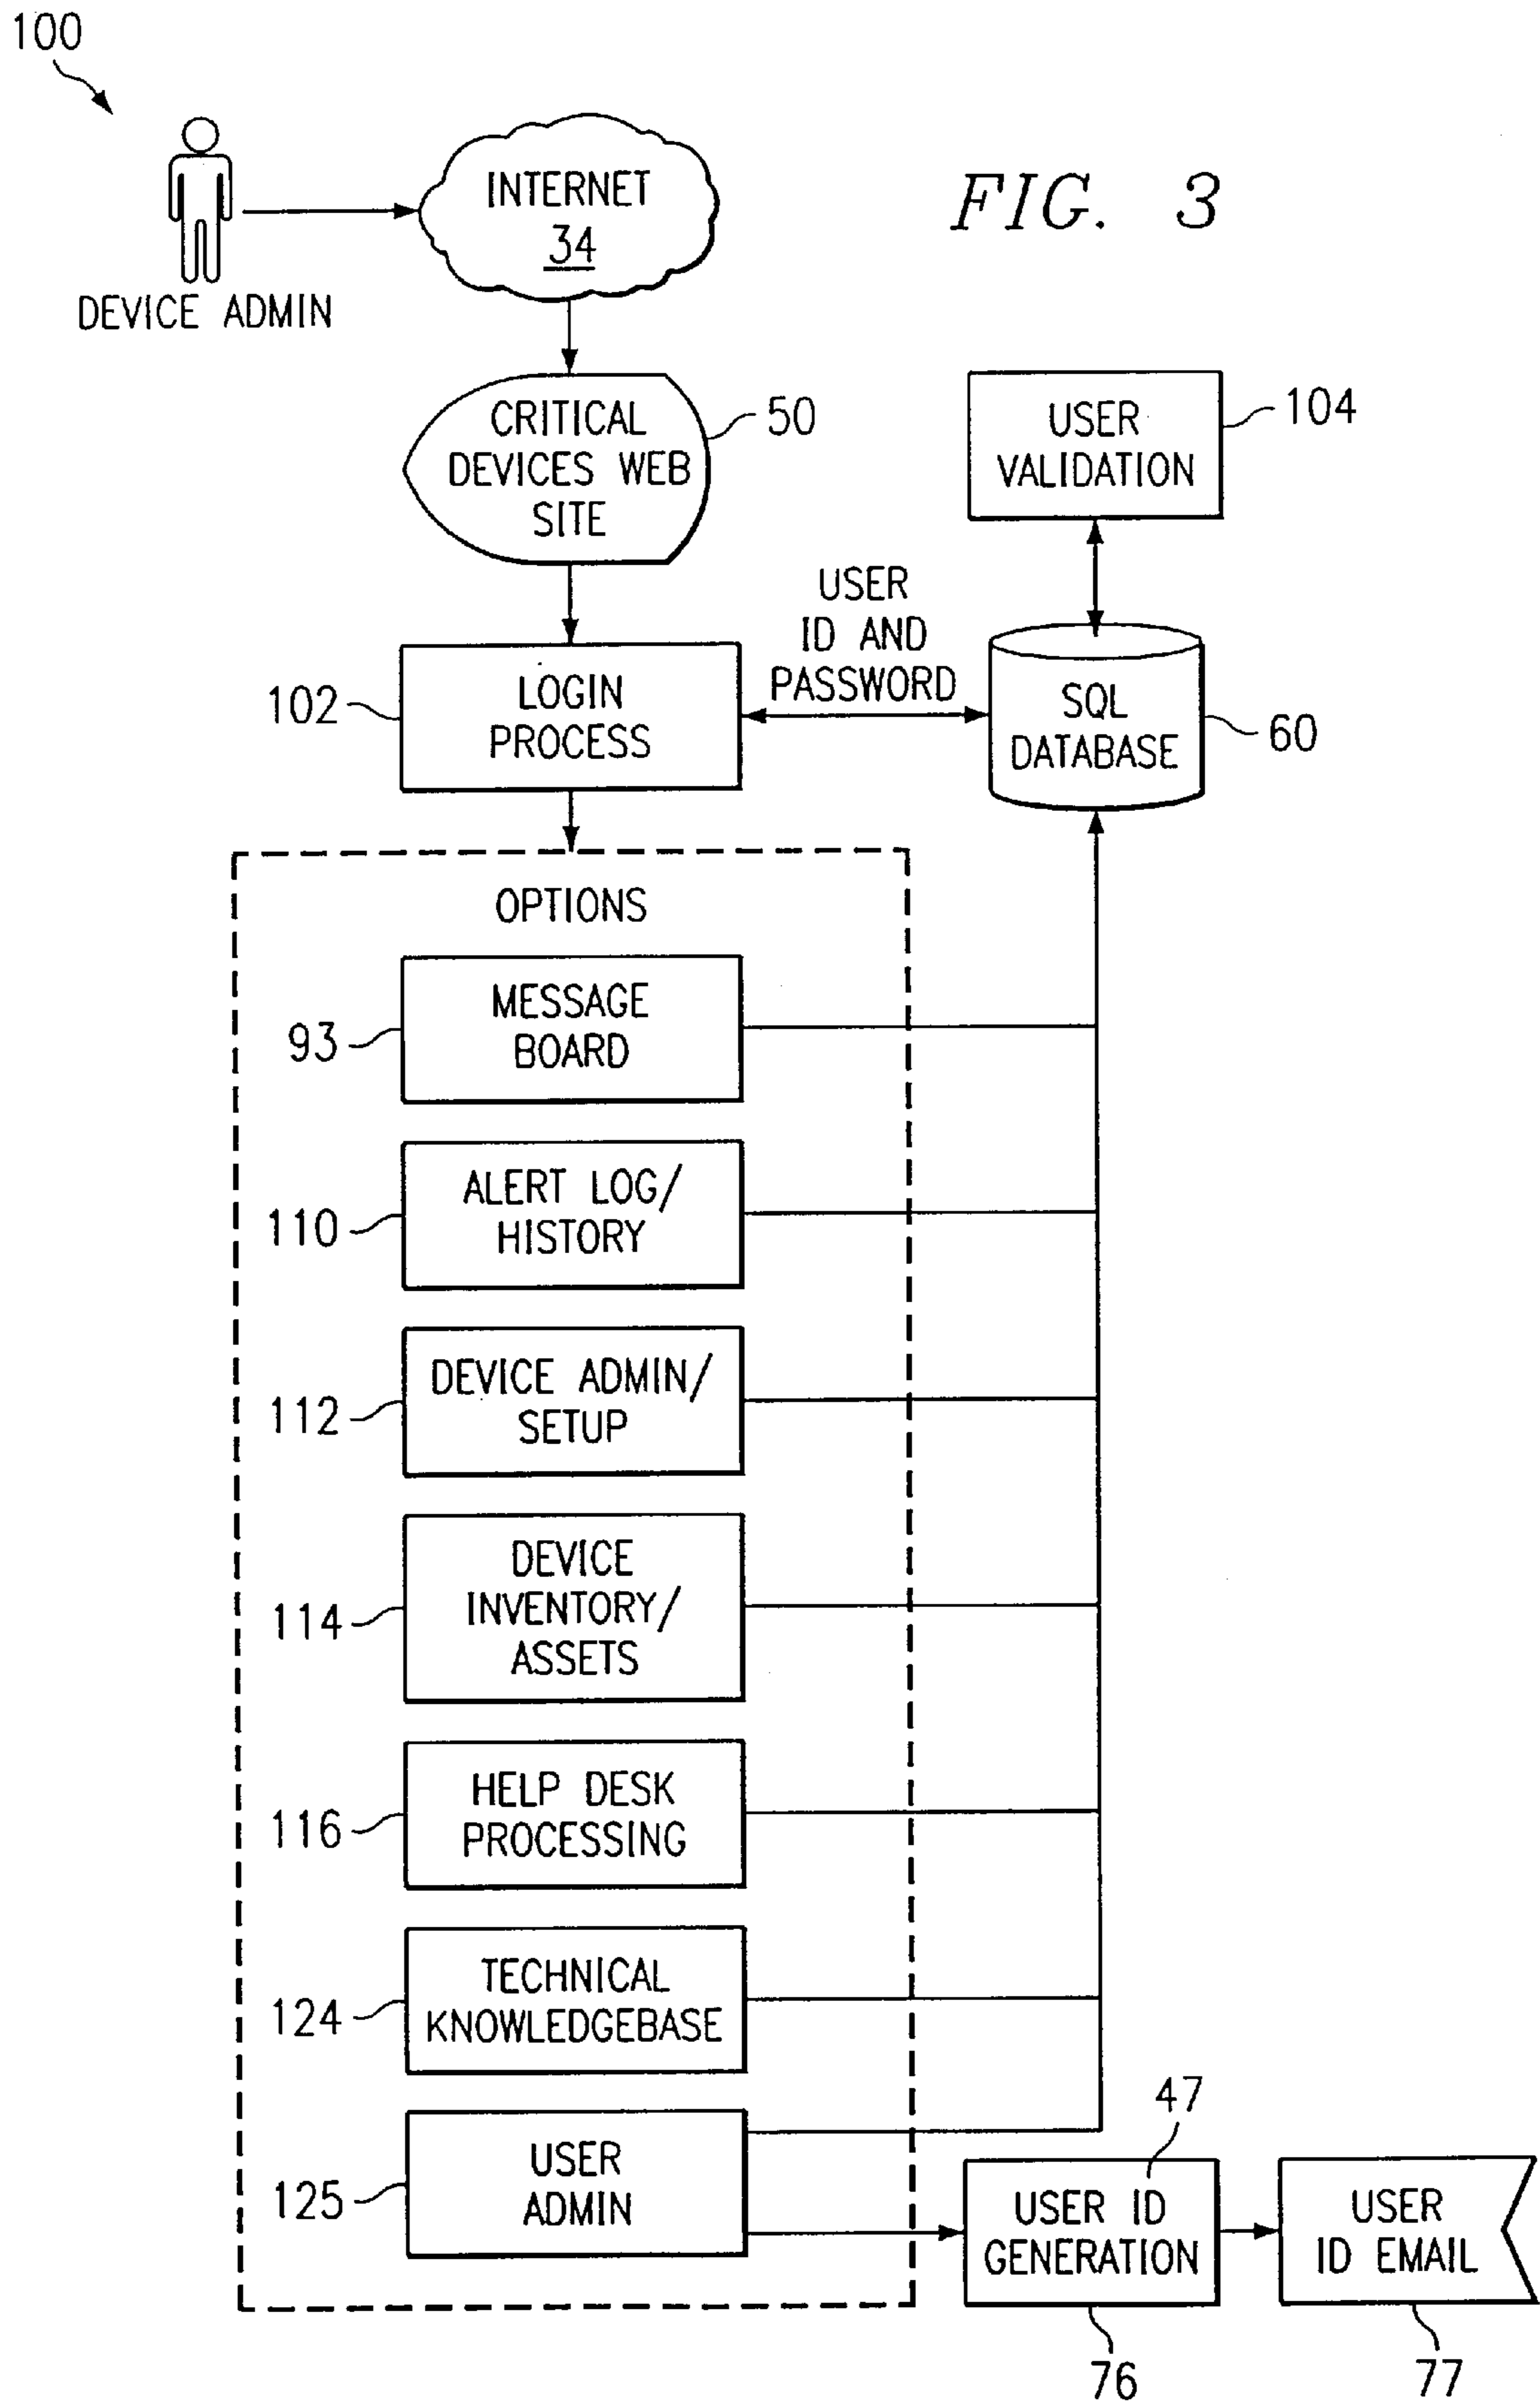 100
FIG. 3
INTERNET
34
DEVICE ADMIN
CRITICAL
DEVICES WEB
SITE
50
USER
VALIDATION
104
USER
ID AND
PASSWORD
LOGIN
PROCESS
102
SQL
DATABASE
60
OPTIONS
MESSAGE
BOARD
93
ALERT LOG/
HISTORY
110
DEVICE ADMIN/
SETUP
112
DEVICE
INVENTORY/
ASSETS
114
HELP DESK
PROCESSING
116
TECHNICAL
KNOWLEDGEBASE
124
USER
ADMIN
125
47
USER ID
GENERATION
76
USER
ID EMAIL
77